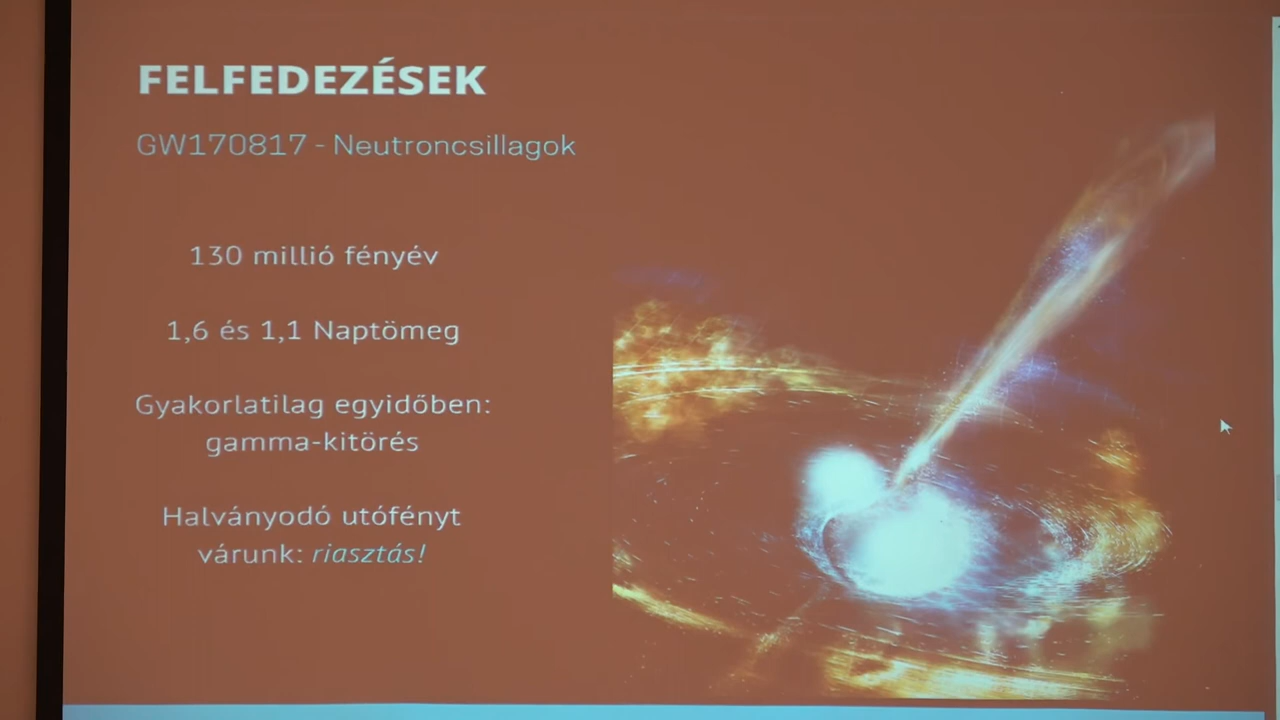 FELFEDEZÉSEK
GW170817 - Neutroncsillagok
130 millió fényév
1,6 és 1,1 Naptömeg
Gyakorlatilag egyidőben:
gamma-kitörés
Halványodó utófényt
várunk: riasztás!